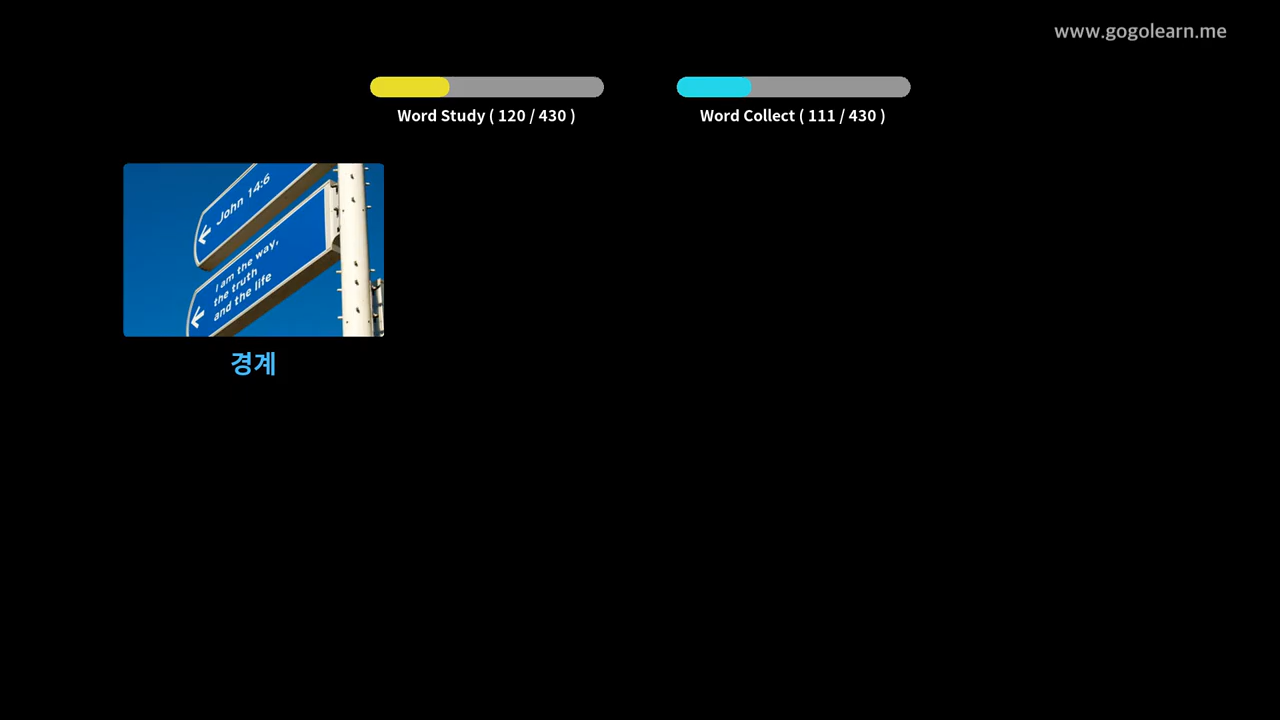 www.gogolearn.me
Word Study ( 120 / 430 )
Word Collect ( 111 / 430 )
John 14:6
I am the way,
the truth
and the life
경계